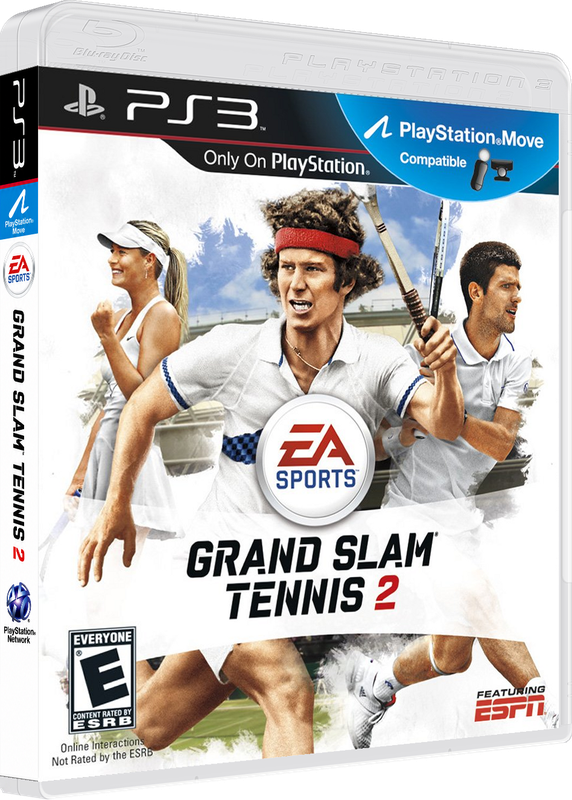 Blu-ray Disc
PLAYSTATION 3
PS3
PlayStation®Move
Compatible
Only On PlayStation®
PS3
PlayStation®
Move
EA
SPORTS
GRAND SLAM TENNIS 2
PlayStation®
Network
EA
SPORTS™
GRAND SLAM®
TENNIS 2
EVERYONE
E
CONTENT RATED BY
ESRB
Online Interactions
Not Rated by the ESRB
FEATURING
ESPN